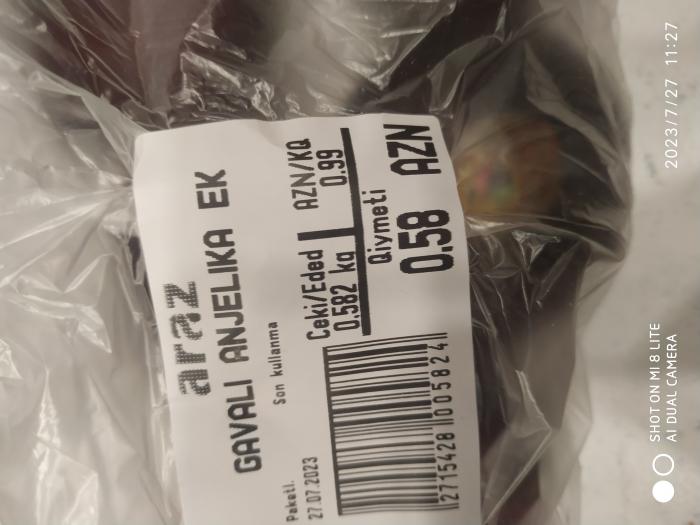 araz
GAVALI ANJELIKA EK
Son kullanma
Ceki/Eded AZN/KQ
0.582 kq 0.99
Qiymeti
0.58 AZN
Paketl.
27.07.2023
2715428 005824
SHOT ON MI 8 LITE
AI DUAL CAMERA
2023/7/27 11:27